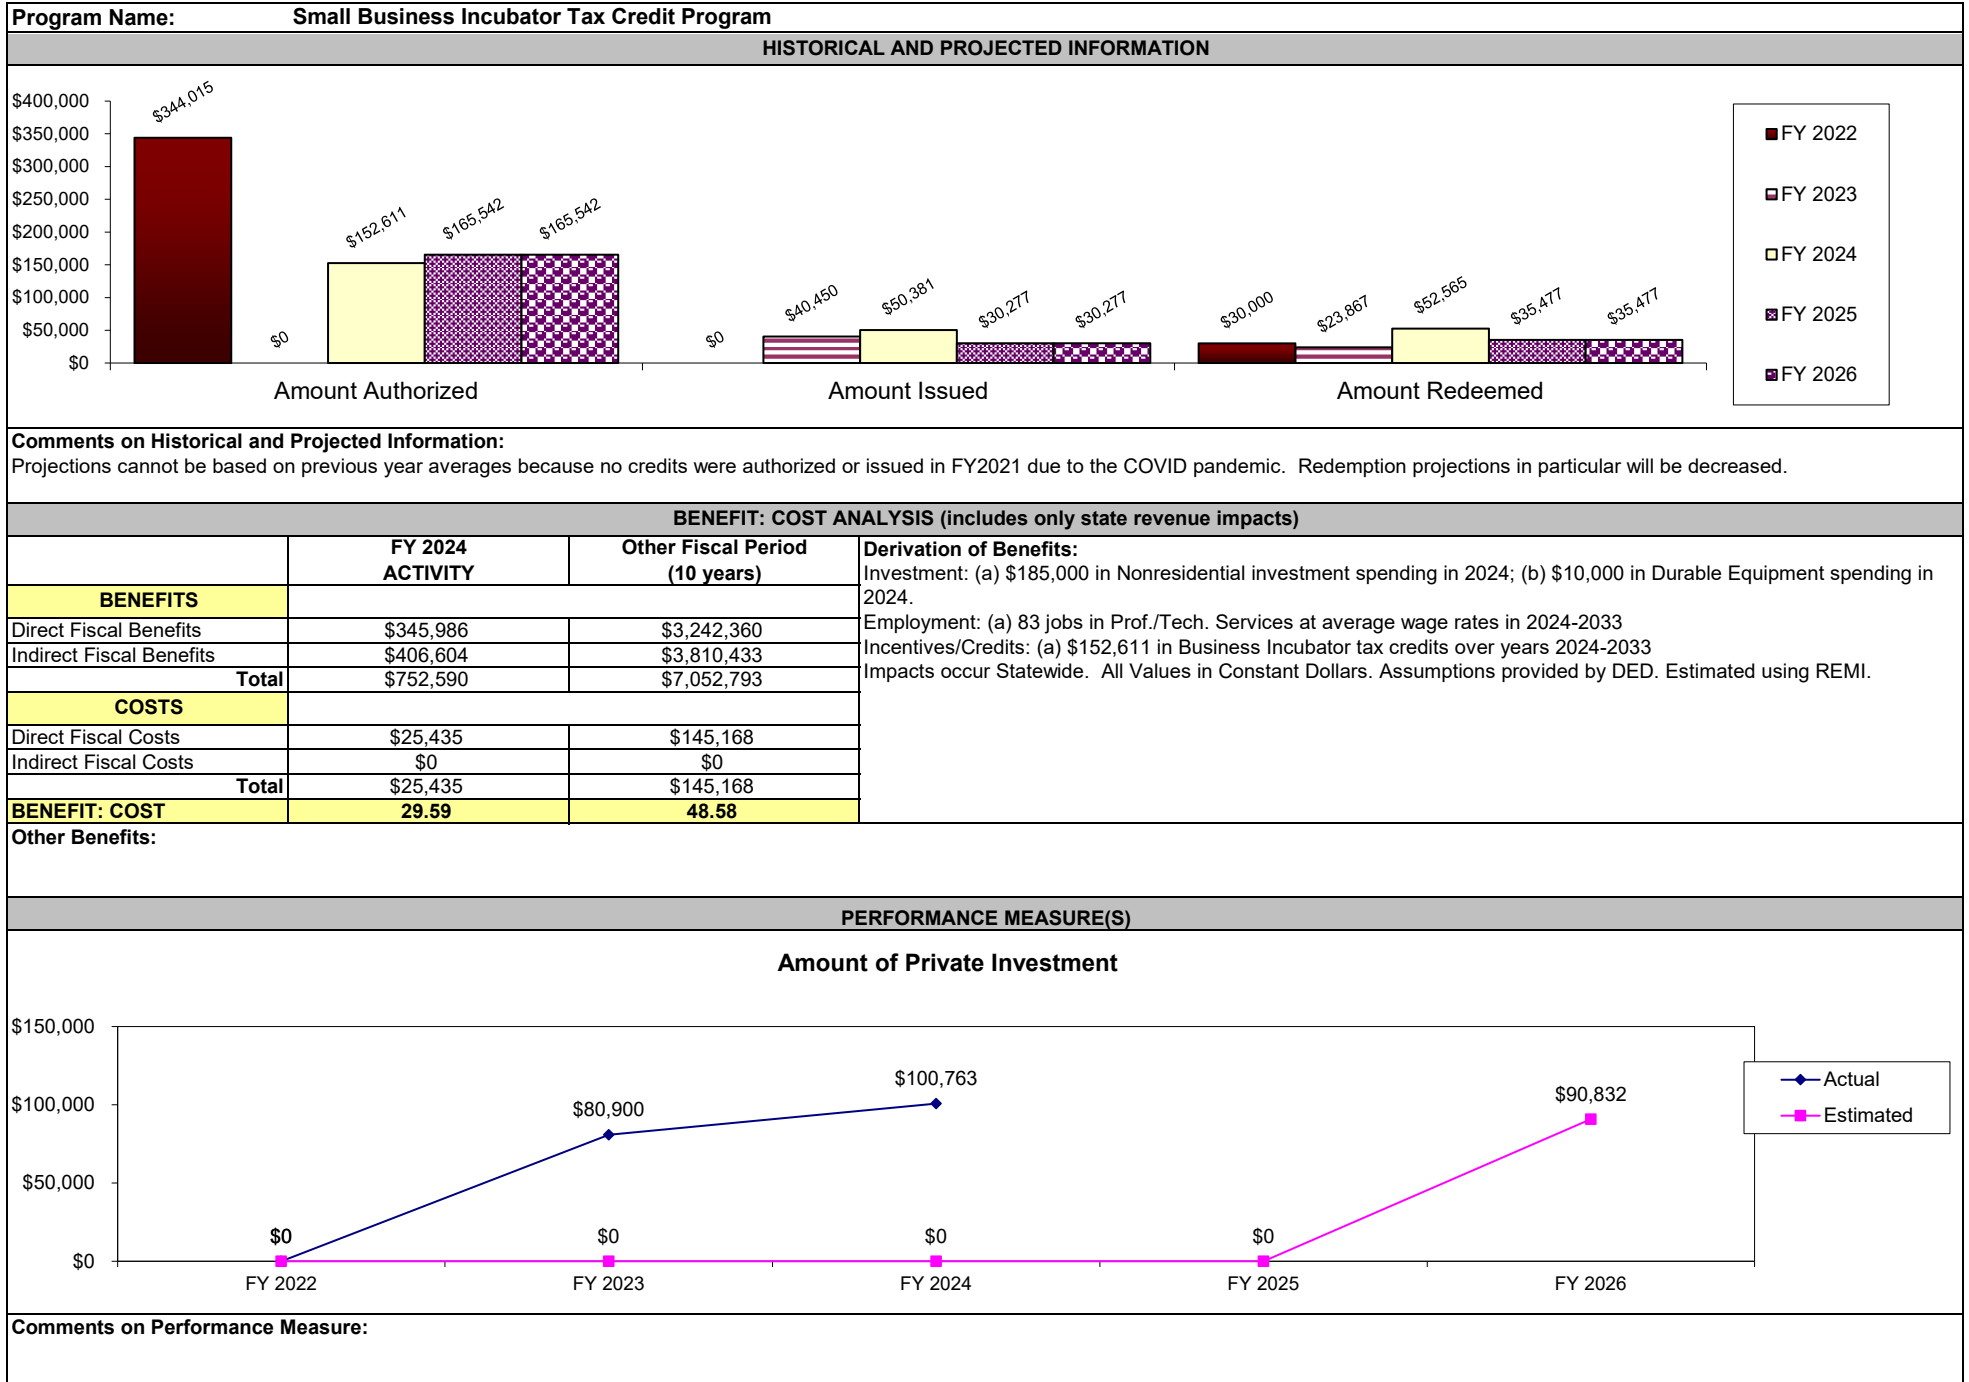 Program Name: Small Business Incubator Tax Credit Program
HISTORICAL AND PROJECTED INFORMATION
$400,000
$350,000
$300,000
$250,000
$200,000
$150,000
$100,000
$50,000
$0
$344,015
$0
$152,611
$165,542
$165,542
$0
$40,450
$50,381
$30,277
$30,277
$30,000
$23,867
$52,565
$35,477
$35,477
Amount Authorized
Amount Issued
Amount Redeemed
FY 2022
FY 2023
FY 2024
FY 2025
FY 2026
Comments on Historical and Projected Information:
Projections cannot be based on previous year averages because no credits were authorized or issued in FY2021 due to the COVID pandemic.  Redemption projections in particular will be decreased.
BENEFIT: COST ANALYSIS (includes only state revenue impacts)
FY 2024 ACTIVITY
Other Fiscal Period (10 years)
BENEFITS
Direct Fiscal Benefits $345,986 $3,242,360
Indirect Fiscal Benefits $406,604 $3,810,433
Total $752,590 $7,052,793
COSTS
Direct Fiscal Costs $25,435 $145,168
Indirect Fiscal Costs $0 $0
Total $25,435 $145,168
BENEFIT: COST 29.59 48.58
Derivation of Benefits:
Investment: (a) $185,000 in Nonresidential investment spending in 2024; (b) $10,000 in Durable Equipment spending in
2024.
Employment: (a) 83 jobs in Prof./Tech. Services at average wage rates in 2024-2033
Incentives/Credits: (a) $152,611 in Business Incubator tax credits over years 2024-2033
Impacts occur Statewide.  All Values in Constant Dollars. Assumptions provided by DED. Estimated using REMI.
Other Benefits:
PERFORMANCE MEASURE(S)
Amount of Private Investment
$150,000
$100,000
$50,000
$0
$0
$80,900
$100,763
$0
$0
$0
$90,832
FY 2022
FY 2023
FY 2024
FY 2025
FY 2026
Actual
Estimated
Comments on Performance Measure: